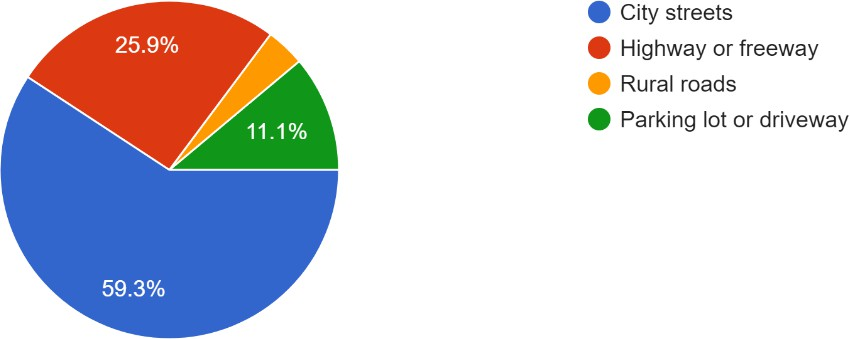 25.9%
11.1%
59.3%
City streets
Highway or freeway
Rural roads
Parking lot or driveway